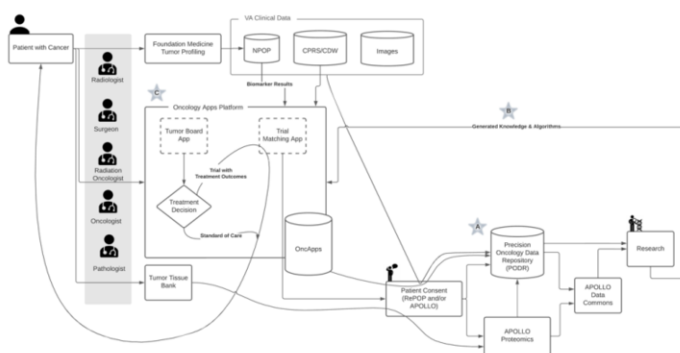 VA Clinical Data
Patient with Cancer
Foundation Medicine
Tumor Profiling
NPOP
CPRS/CDW
Images
Radiologist
Biomarker Results
C
B
Oncology Apps Platform
Surgeon
Tumor Board
App
Trial
Matching App
Generated Knowledge & Algorithms
Radiation
Oncologist
Trial with
Treatment Outcomes
Treatment
Decision
Oncologist
Standard of Care
A
Pathologist
OncApps
Precision
Oncology Data
Repository
(PODR)
Research
Tumor Tissue
Bank
Patient Consent
(RePOP and/or
APOLLO)
APOLLO
Data
Commons
APOLLO
Proteomics